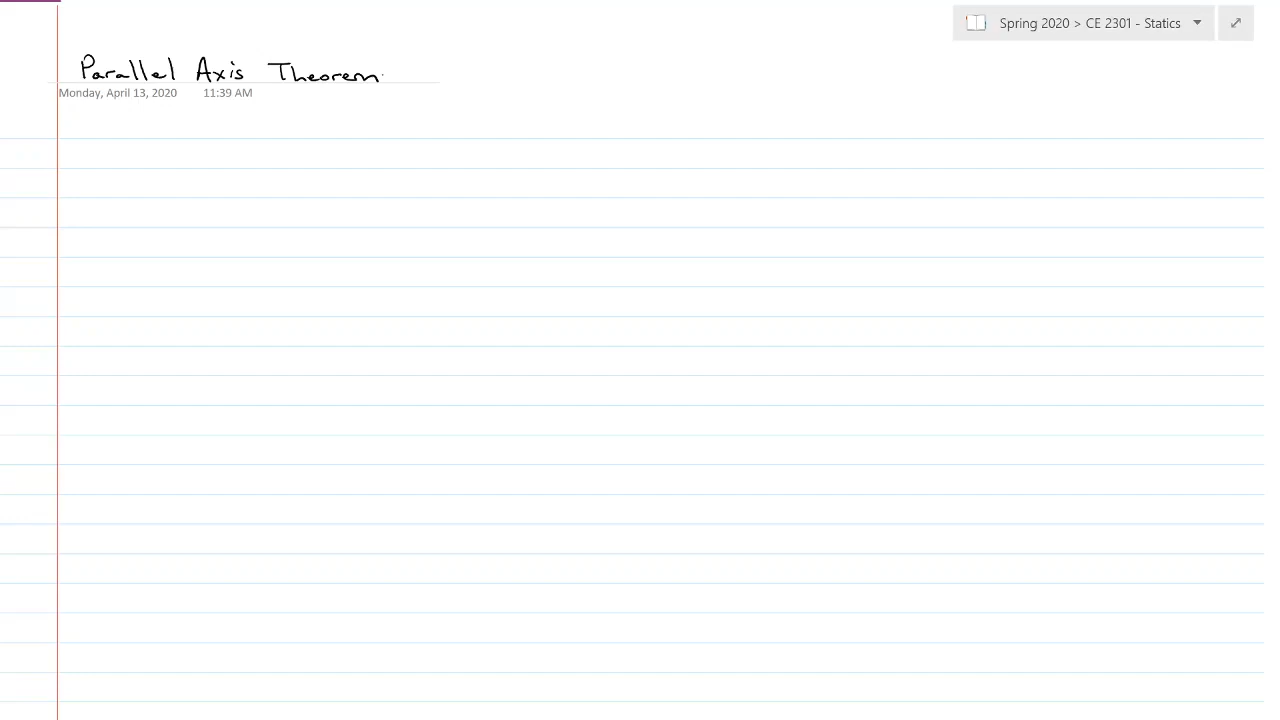 Spring 2020 > CE 2301 - Statics
Parallel Axis Theorem
Monday, April 13, 2020 11:39 AM